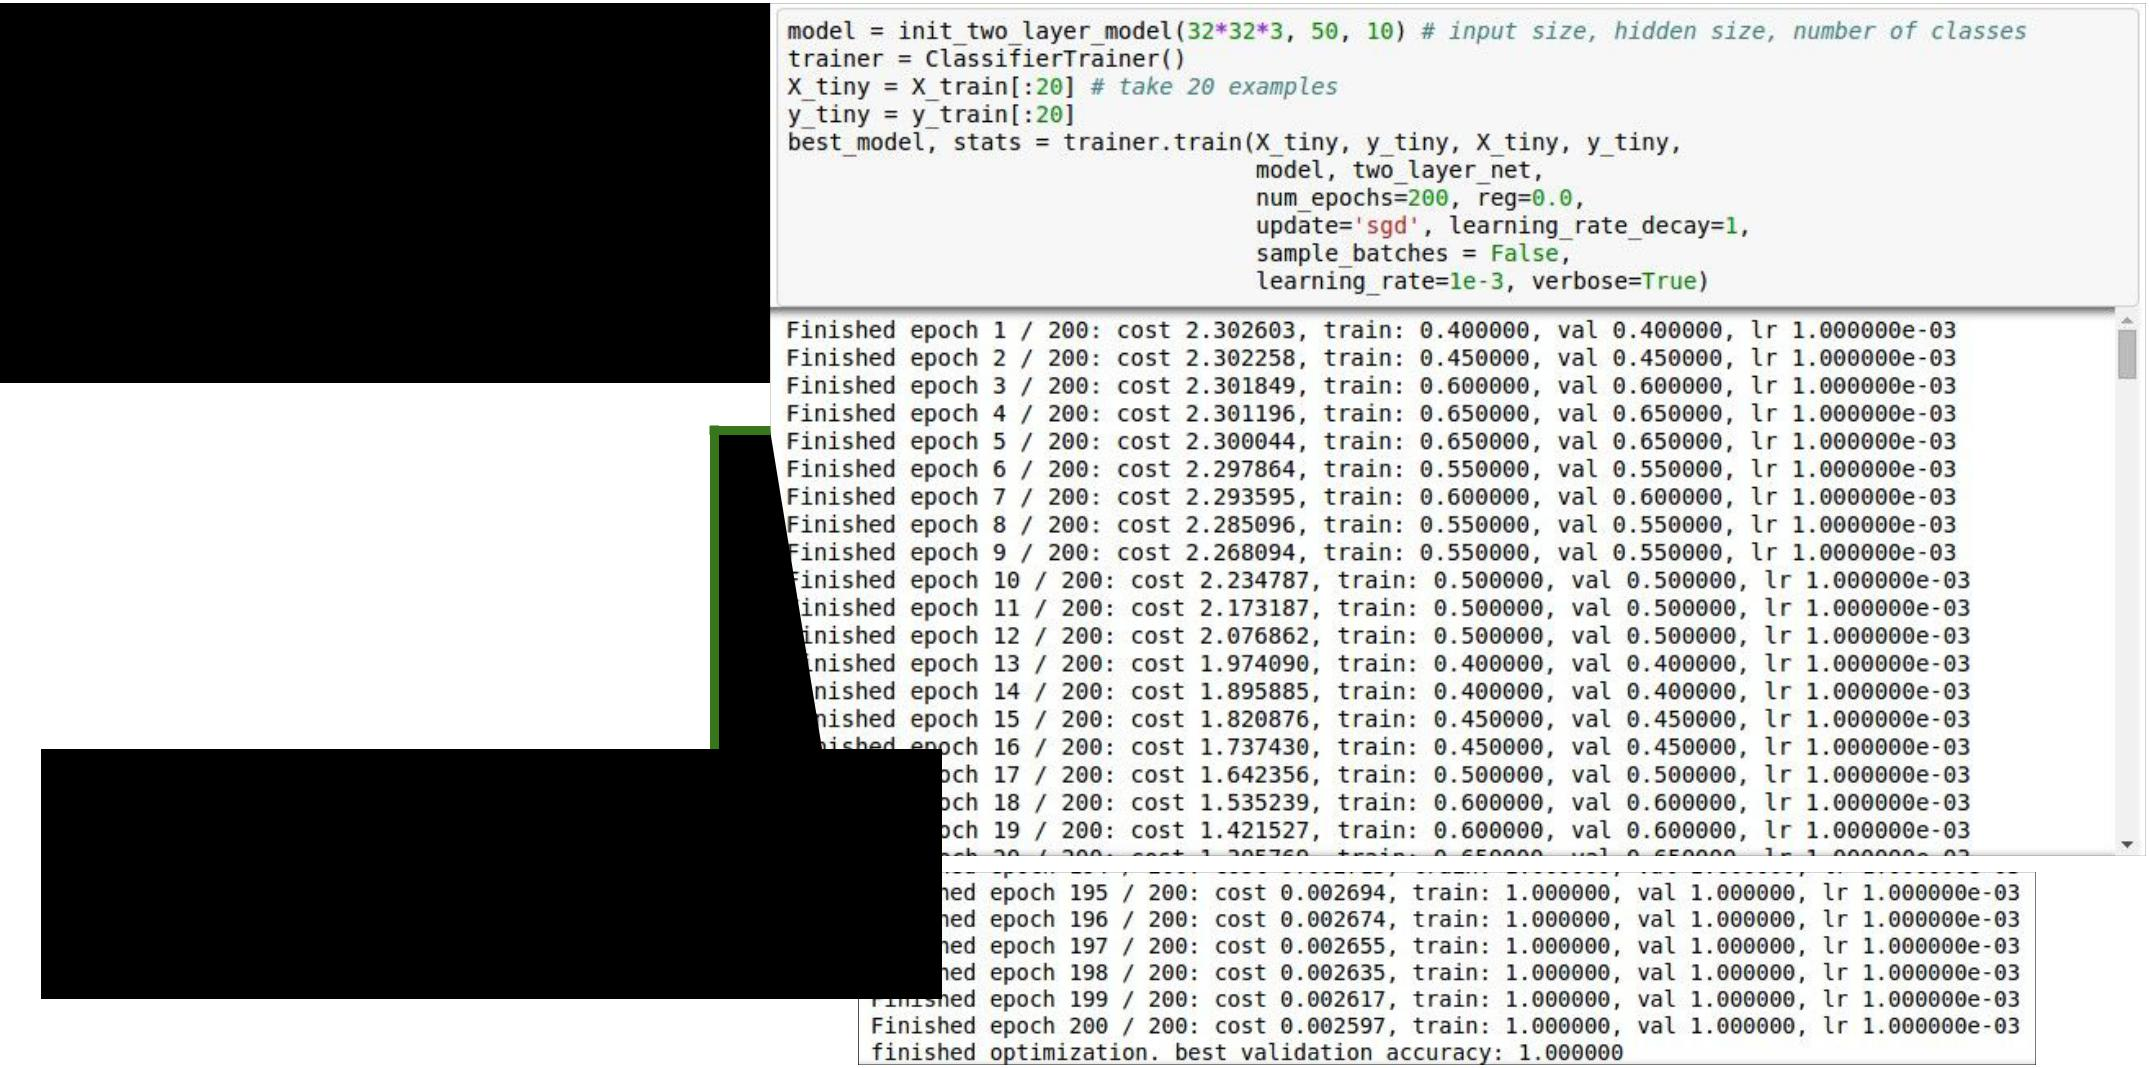 model = init_two_layer_model(32*32*3, 50, 10) # input size, hidden size, number of classes
trainer = ClassifierTrainer()
X_tiny = X_train[:20] # take 20 examples
y_tiny = y_train[:20]
best_model, stats = trainer.train(X_tiny, y_tiny, X_tiny, y_tiny,
model, two_layer_net,
num_epochs=200, reg=0.0,
update='sgd', learning_rate_decay=1,
sample_batches = False,
learning_rate=1e-3, verbose=True)
Finished epoch 1 / 200: cost 2.302603, train: 0.400000, val 0.400000, lr 1.000000e-03
Finished epoch 2 / 200: cost 2.302258, train: 0.450000, val 0.450000, lr 1.000000e-03
Finished epoch 3 / 200: cost 2.301849, train: 0.600000, val 0.600000, lr 1.000000e-03
Finished epoch 4 / 200: cost 2.301196, train: 0.650000, val 0.650000, lr 1.000000e-03
Finished epoch 5 / 200: cost 2.300044, train: 0.650000, val 0.650000, lr 1.000000e-03
Finished epoch 6 / 200: cost 2.297864, train: 0.550000, val 0.550000, lr 1.000000e-03
Finished epoch 7 / 200: cost 2.293595, train: 0.600000, val 0.600000, lr 1.000000e-03
Finished epoch 8 / 200: cost 2.285096, train: 0.550000, val 0.550000, lr 1.000000e-03
Finished epoch 9 / 200: cost 2.268094, train: 0.550000, val 0.550000, lr 1.000000e-03
Finished epoch 10 / 200: cost 2.234787, train: 0.500000, val 0.500000, lr 1.000000e-03
inished epoch 11 / 200: cost 2.173187, train: 0.500000, val 0.500000, lr 1.000000e-03
inished epoch 12 / 200: cost 2.076862, train: 0.500000, val 0.500000, lr 1.000000e-03
inished epoch 13 / 200: cost 1.974090, train: 0.400000, val 0.400000, lr 1.000000e-03
nished epoch 14 / 200: cost 1.895885, train: 0.400000, val 0.400000, lr 1.000000e-03
nished epoch 15 / 200: cost 1.820876, train: 0.450000, val 0.450000, lr 1.000000e-03
ished epoch 16 / 200: cost 1.737430, train: 0.450000, val 0.450000, lr 1.000000e-03
och 17 / 200: cost 1.642356, train: 0.500000, val 0.500000, lr 1.000000e-03
och 18 / 200: cost 1.535239, train: 0.600000, val 0.600000, lr 1.000000e-03
och 19 / 200: cost 1.421527, train: 0.600000, val 0.600000, lr 1.000000e-03
ned epoch 195 / 200: cost 0.002694, train: 1.000000, val 1.000000, lr 1.000000e-03
ned epoch 196 / 200: cost 0.002674, train: 1.000000, val 1.000000, lr 1.000000e-03
ned epoch 197 / 200: cost 0.002655, train: 1.000000, val 1.000000, lr 1.000000e-03
ned epoch 198 / 200: cost 0.002635, train: 1.000000, val 1.000000, lr 1.000000e-03
Finished epoch 199 / 200: cost 0.002617, train: 1.000000, val 1.000000, lr 1.000000e-03
Finished epoch 200 / 200: cost 0.002597, train: 1.000000, val 1.000000, lr 1.000000e-03
finished optimization. best validation accuracy: 1.000000